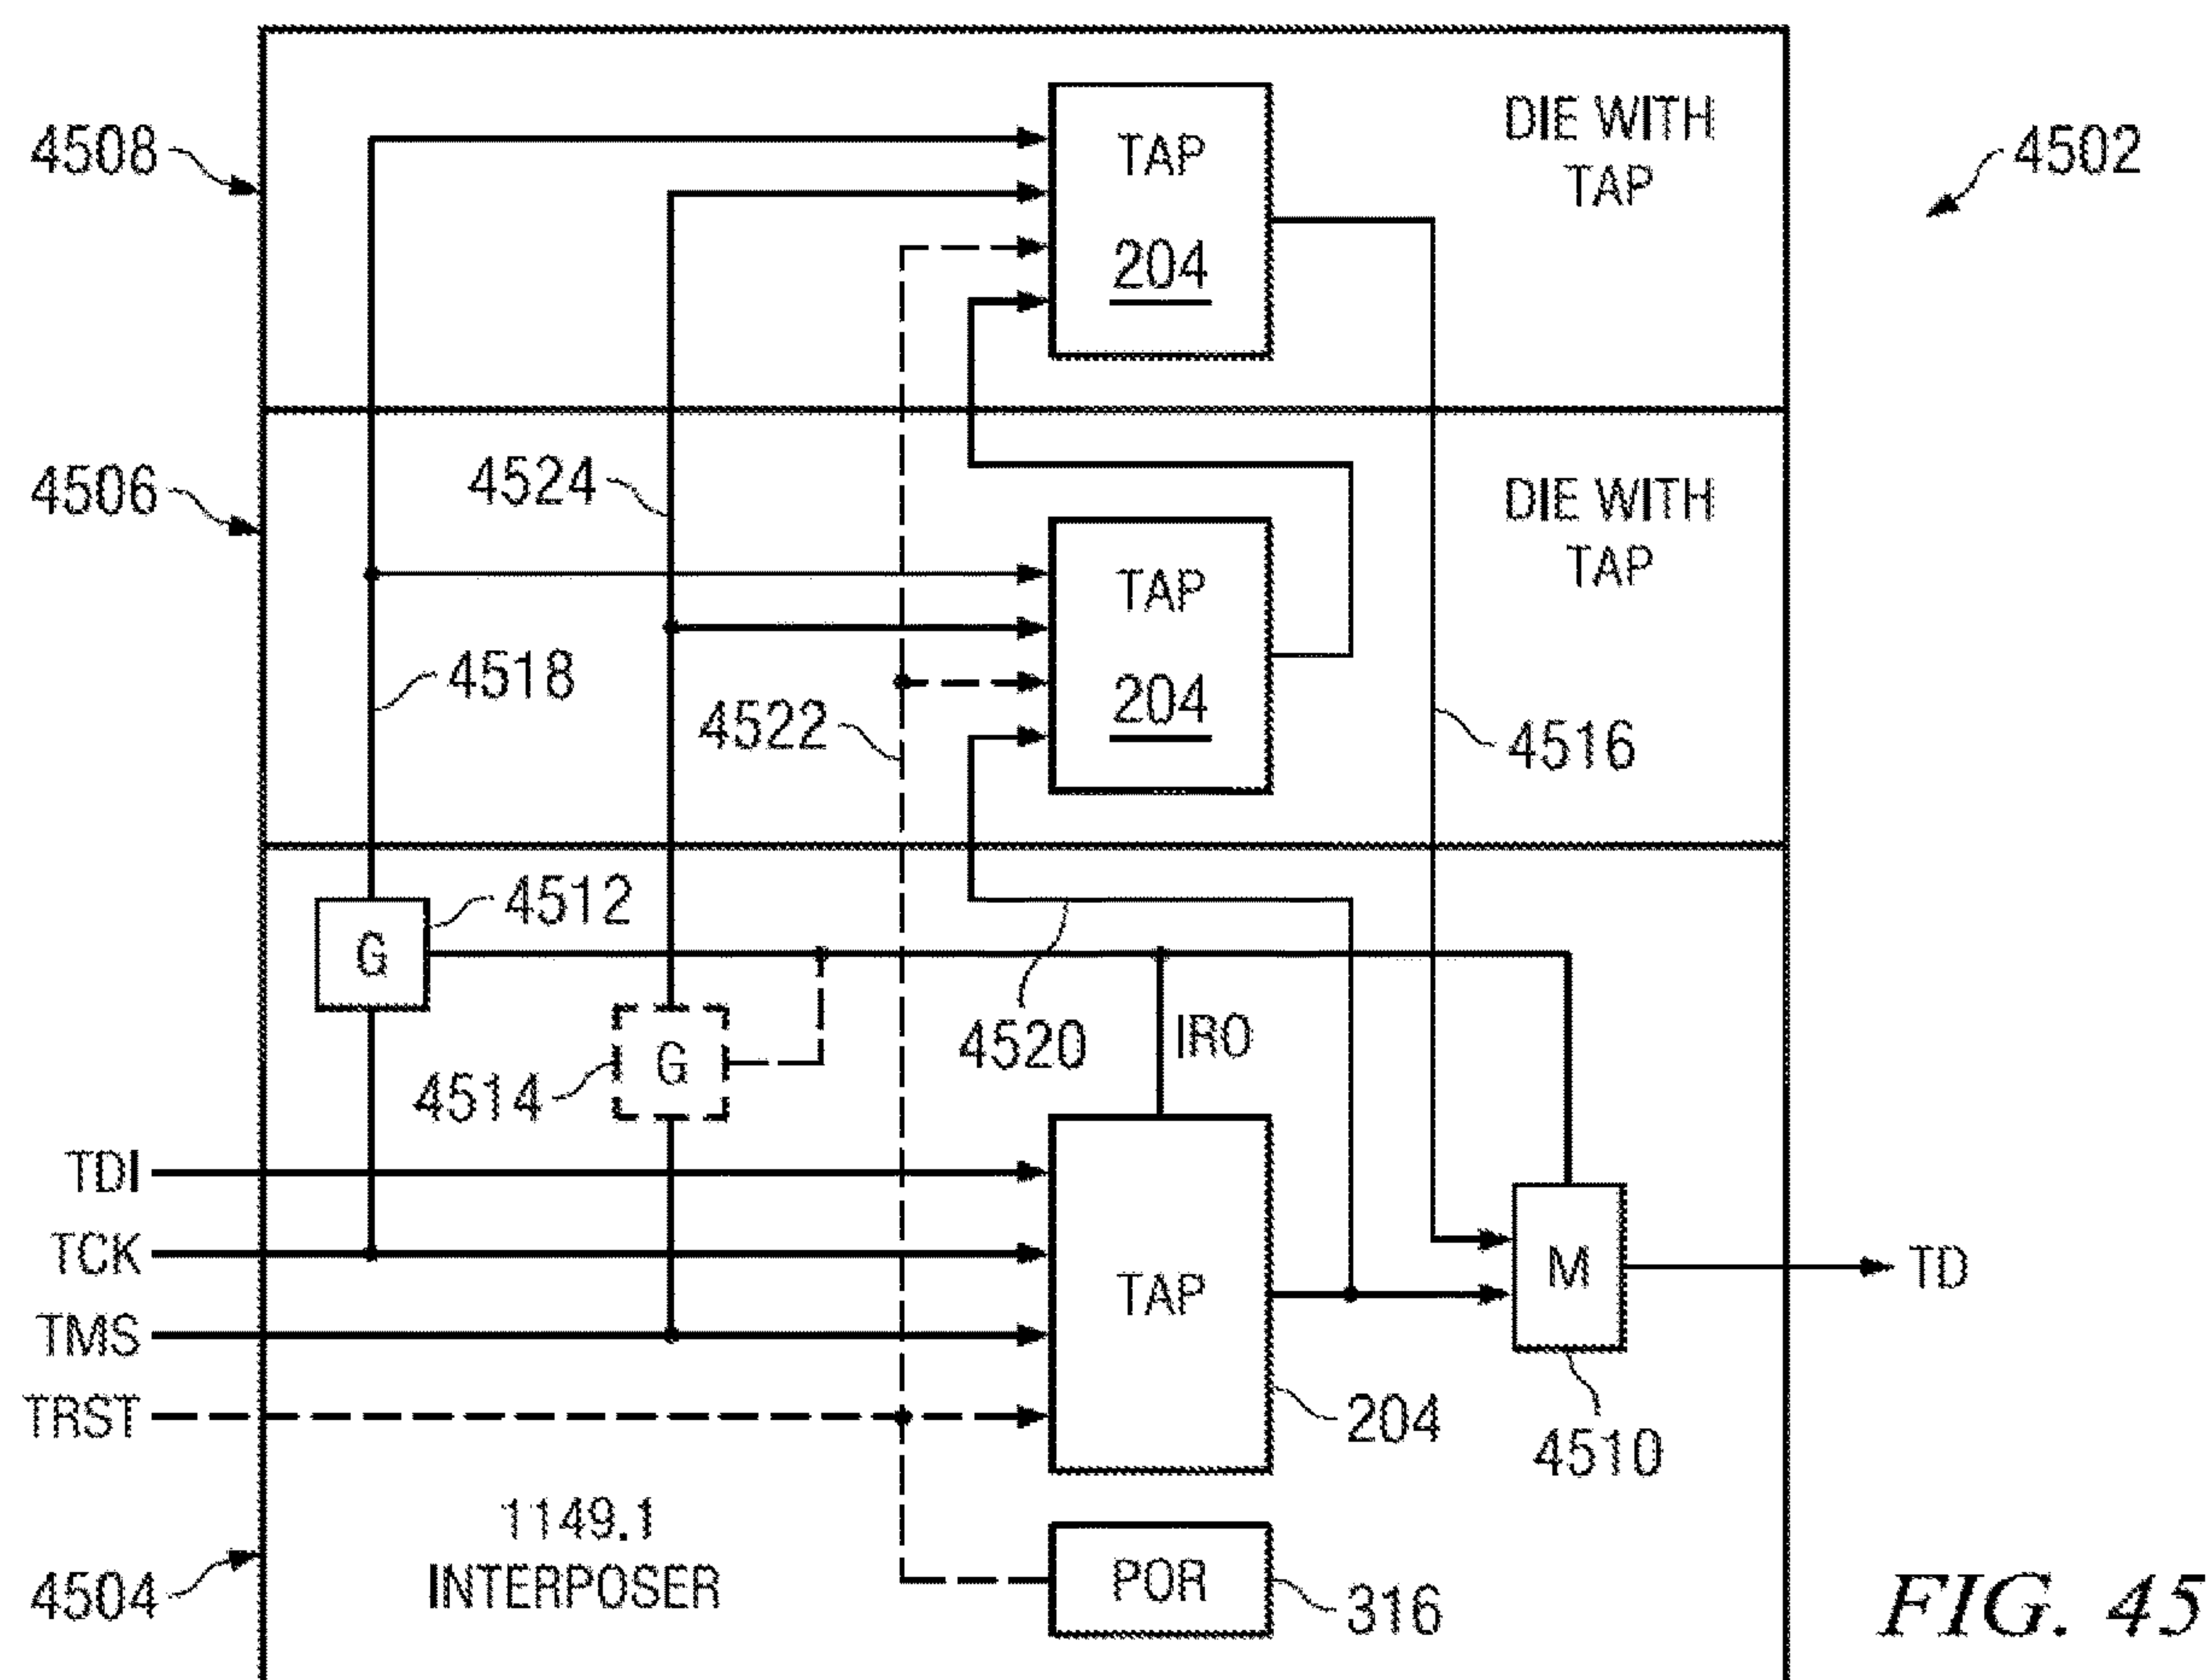 4508
TAP
204
DIE WITH
TAP
4502
4506
4524
4518
4522
TAP
204
DIE WITH
TAP
4516
4512
G
4514
G
4520
IRO
TDI
TCK
TMS
TRST
TAP
204
M
4510
TD
4504
1149.1
INTERPOSER
POR
316
FIG. 45